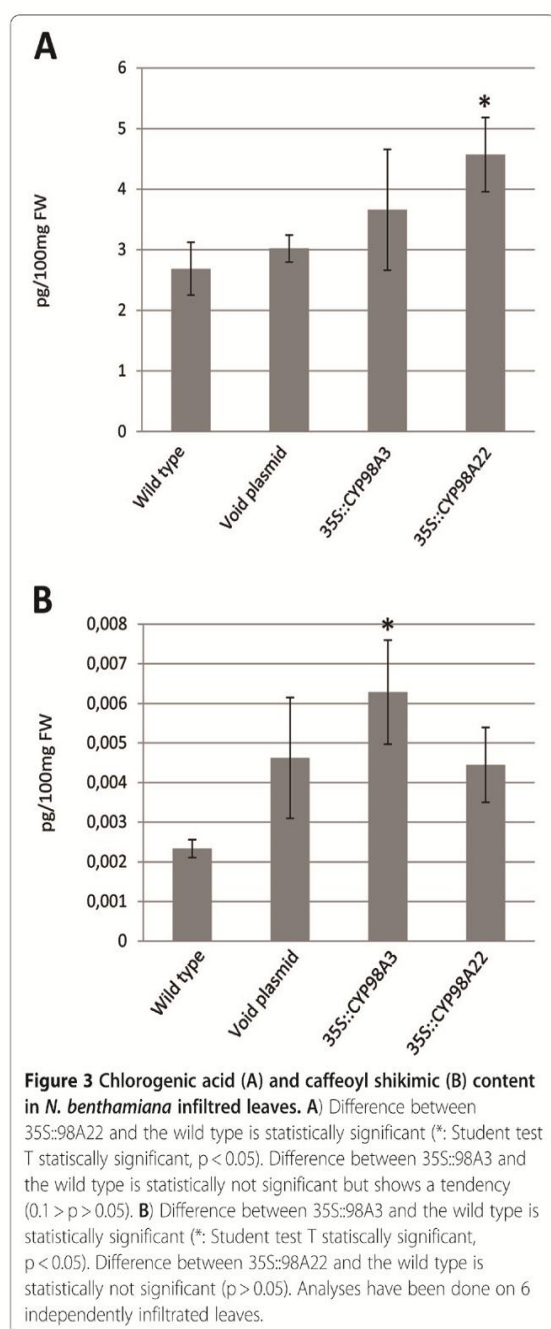 A
6
5
4
3
2
1
0
pg/100mg FW
*
Wild type
Void plasmid
35S::CYP98A3
35S::CYP98A22
B
0,008
0,007
0,006
0,005
0,004
0,003
0,002
0,001
0
pg/100mg FW
*
Wild type
Void plasmid
35S::CYP98A3
35S::CYP98A22
Figure 3 Chlorogenic acid (A) and caffeoyl shikimic (B) content
in N. benthamiana infiltred leaves. A) Difference between
35S::98A22 and the wild type is statistically significant (*: Student test
T statiscally significant, p < 0.05). Difference between 35S::98A3 and
the wild type is statistically not significant but shows a tendency
(0.1 > p > 0.05). B) Difference between 35S::98A3 and the wild type is
statistically significant (*: Student test T statiscally significant,
p < 0.05). Difference between 35S::98A22 and the wild type is
statistically not significant (p > 0.05). Analyses have been done on 6
independently infiltrated leaves.